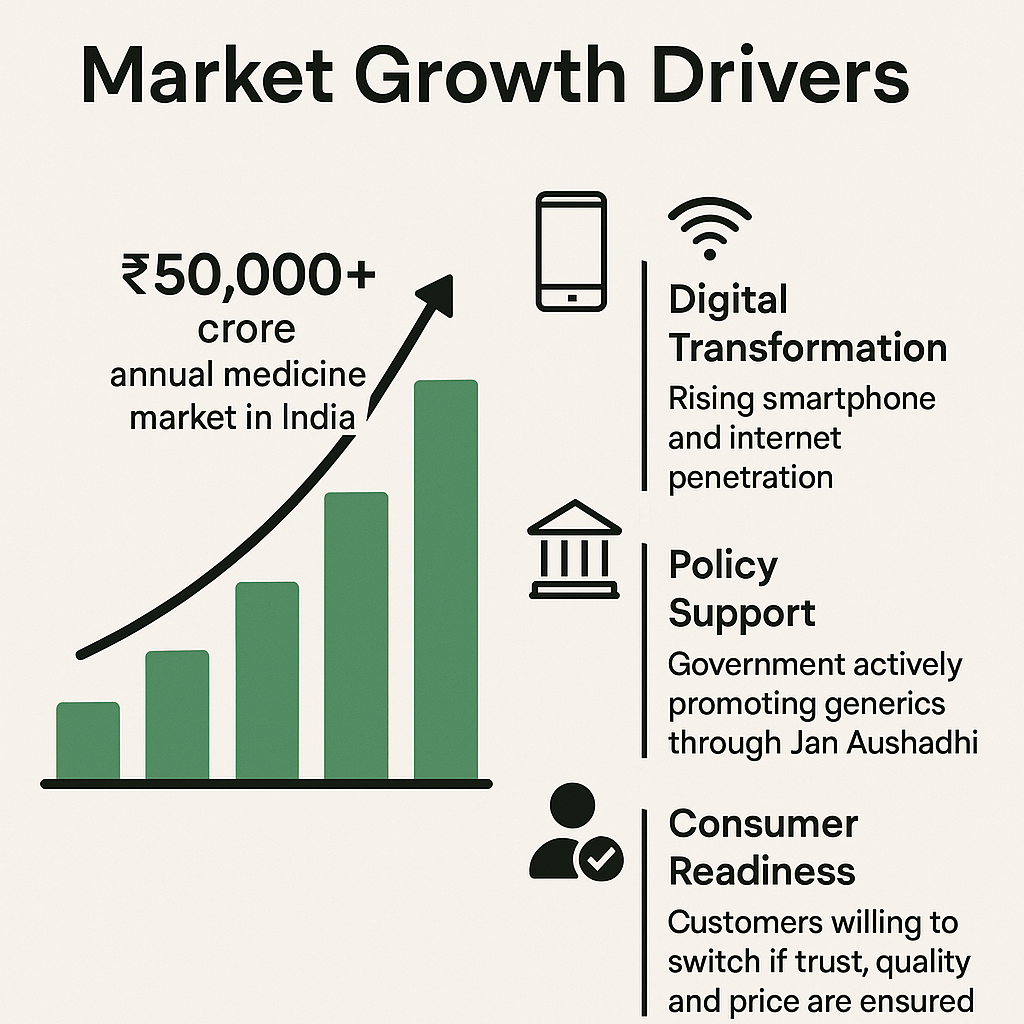 Market Growth Drivers
₹50,000+
crore
annual medicine
market in India
Digital
Transformation
Rising smartphone
and internet
penetration
Policy
Support
Government actively
promoting generics
through Jan Aushadhi
Consumer
Readiness
Customers willing to
switch if trust, quality
and price are ensured